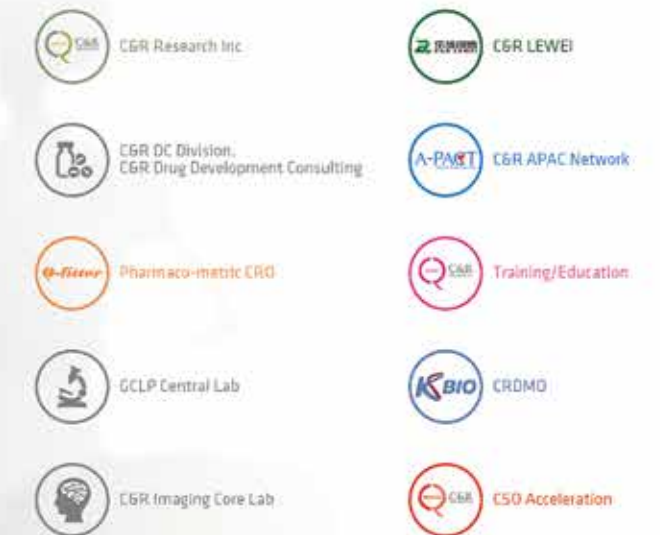 C&R
C&R Research Inc
C&R LEWEI
C&R DC Division,
C&R Drug Development Consulting
A-PACT
C&R APAC Network
Q-fitter
Pharmaco-metric CRO
C&R
Training/Education
GCLP Central Lab
KBIO
CRDMO
C&R Imaging Core Lab
C&R
CSO Acceleration